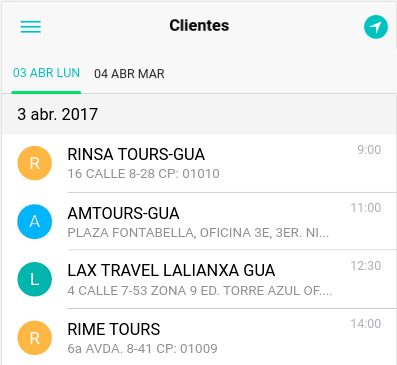 Clientes
03 ABR LUN 04 ABR MAR
3 abr. 2017
R
RINSA TOURS-GUA 9:00
16 CALLE 8-28 CP: 01010
A
AMTOURS-GUA 11:00
PLAZA FONTABELLA, OFICINA 3E, 3ER. NI...
L
LAX TRAVEL LALIANXA GUA 12:30
4 CALLE 7-53 ZONA 9 ED. TORRE AZUL OF....
R
RIME TOURS 14:00
6a AVDA. 8-41 CP: 01009